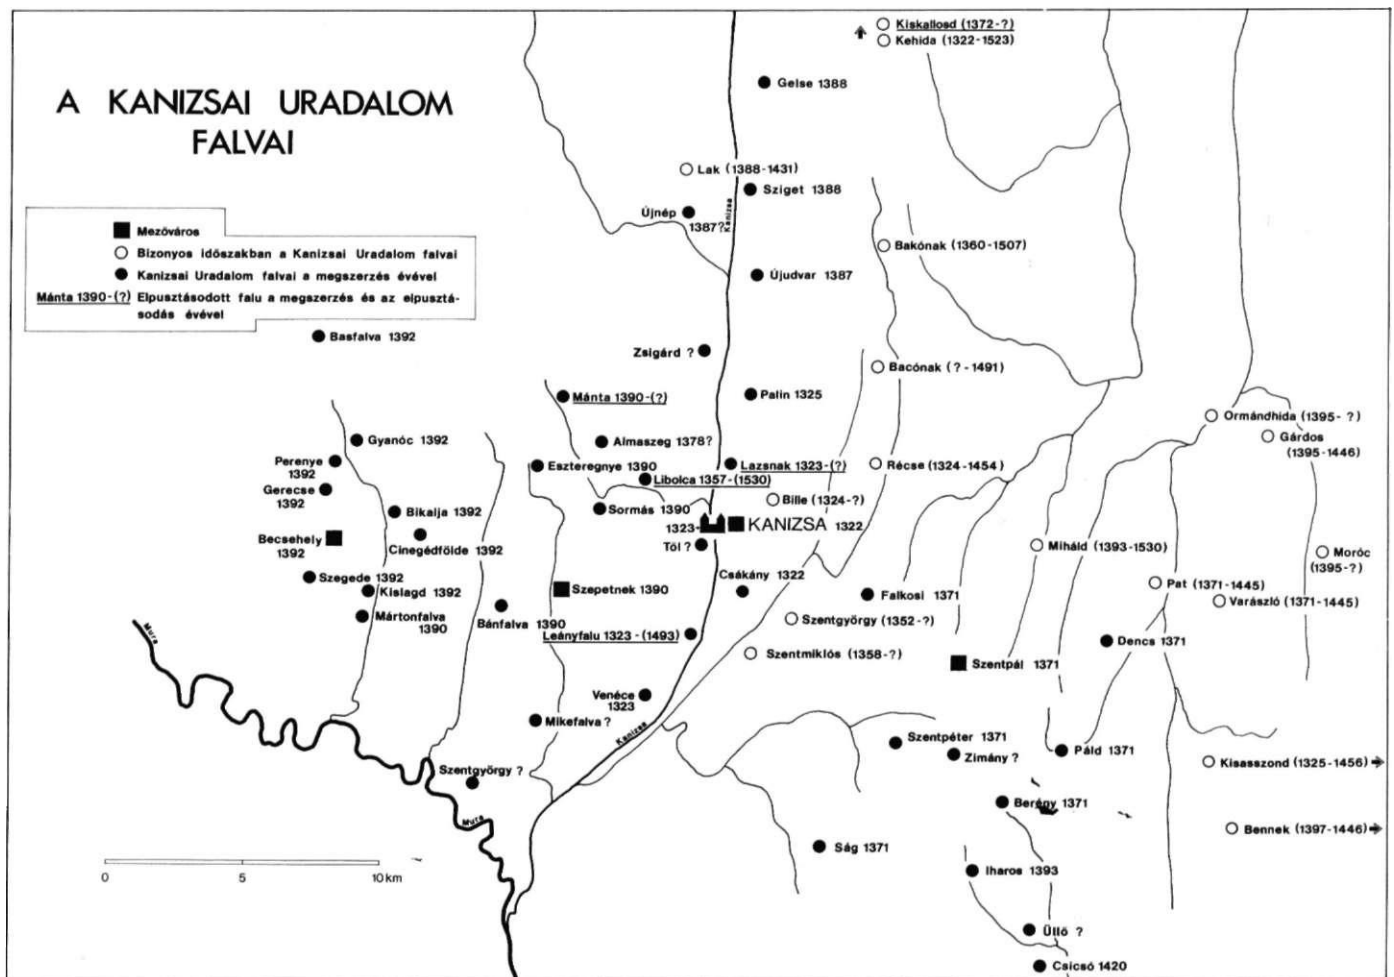 A KANIZSAI URADALOM
FALVAI
Mezőváros
Bizonyos időszakban a Kanizsai Uradalom falvai
Kanizsai Uradalom falvai a megszerzés évével
Mánta 1390-(?) Elpusztásodott falu a megszerzés és az elpusztá-
sodás évével
Kiskallosd (1372-?)
Kehida (1322-1523)
Gelse 1388
Lak (1388-1431)
Sziget 1388
Újnép
1387?
Kanizsa
Bakónak (1360-1507)
Újudvar 1387
Basfalva 1392
Zsigárd ?
Bacónak (?-1491)
Mánta 1390-(?)
Palin 1325
Ormándhida (1395- ?)
Gárdos
(1395-1446)
Gyanóc 1392
Almaszeg 1378?
Perenye
1392
Eszteregnye 1390
Lazsnak 1323-(?)
Récse (1324-1454)
Libolca 1357-(1530)
Gerecse
1392
Bille (1324-?)
Bikalja 1392
Sormás 1390
1323-
KANIZSA 1322
Becsehely
1392
Cinegédfölde 1392
Tól ?
Miháld (1393-1530)
Moróc
(1395-?)
Szegede 1392
Kislagd 1392
Szepetnek 1390
Csákány 1322
Falkosi 1371
Pat (1371-1445)
Varászló (1371-1445)
Mártonfalva
1390
Bánfalva 1390
Szentgyörgy (1352-?)
Leányfalu 1323-(1493)
Dencs 1371
Mura
Szentmiklós (1358-?)
Szentpál 1371
Venéce
1323
Mikefalva ?
Kanizsa
Szentpéter 1371
Zimány ?
Páld 1371
Kisasszond (1325-1456)
Szentgyörgy ?
Berény 1371
Mura
Bennek (1397-1446)
Ság 1371
Iharos 1393
0 5 10 km
Üllő ?
Csicsó 1420